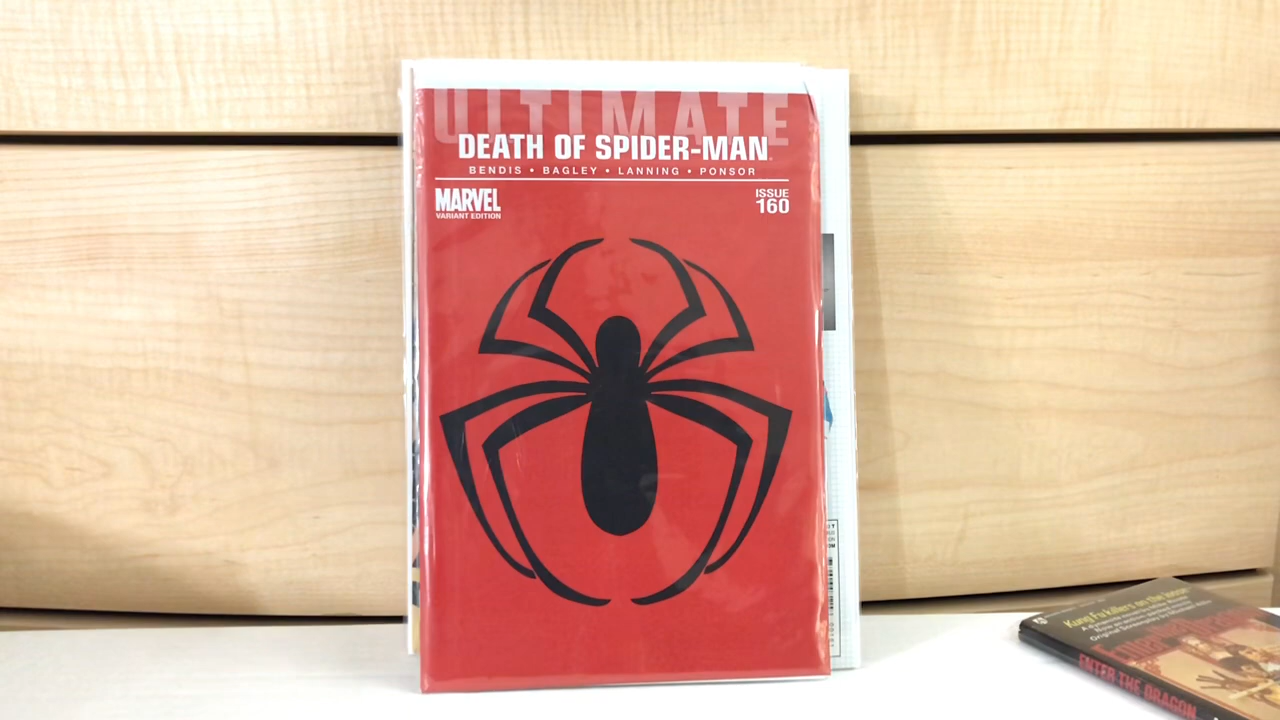 ULTIMATE
DEATH OF SPIDER-MAN
BENDIS • BAGLEY • LANNING • PONSOR
MARVEL
VARIANT EDITION
ISSUE
160
Kung Fu killers on the loose!
ENTER THE DRAGON